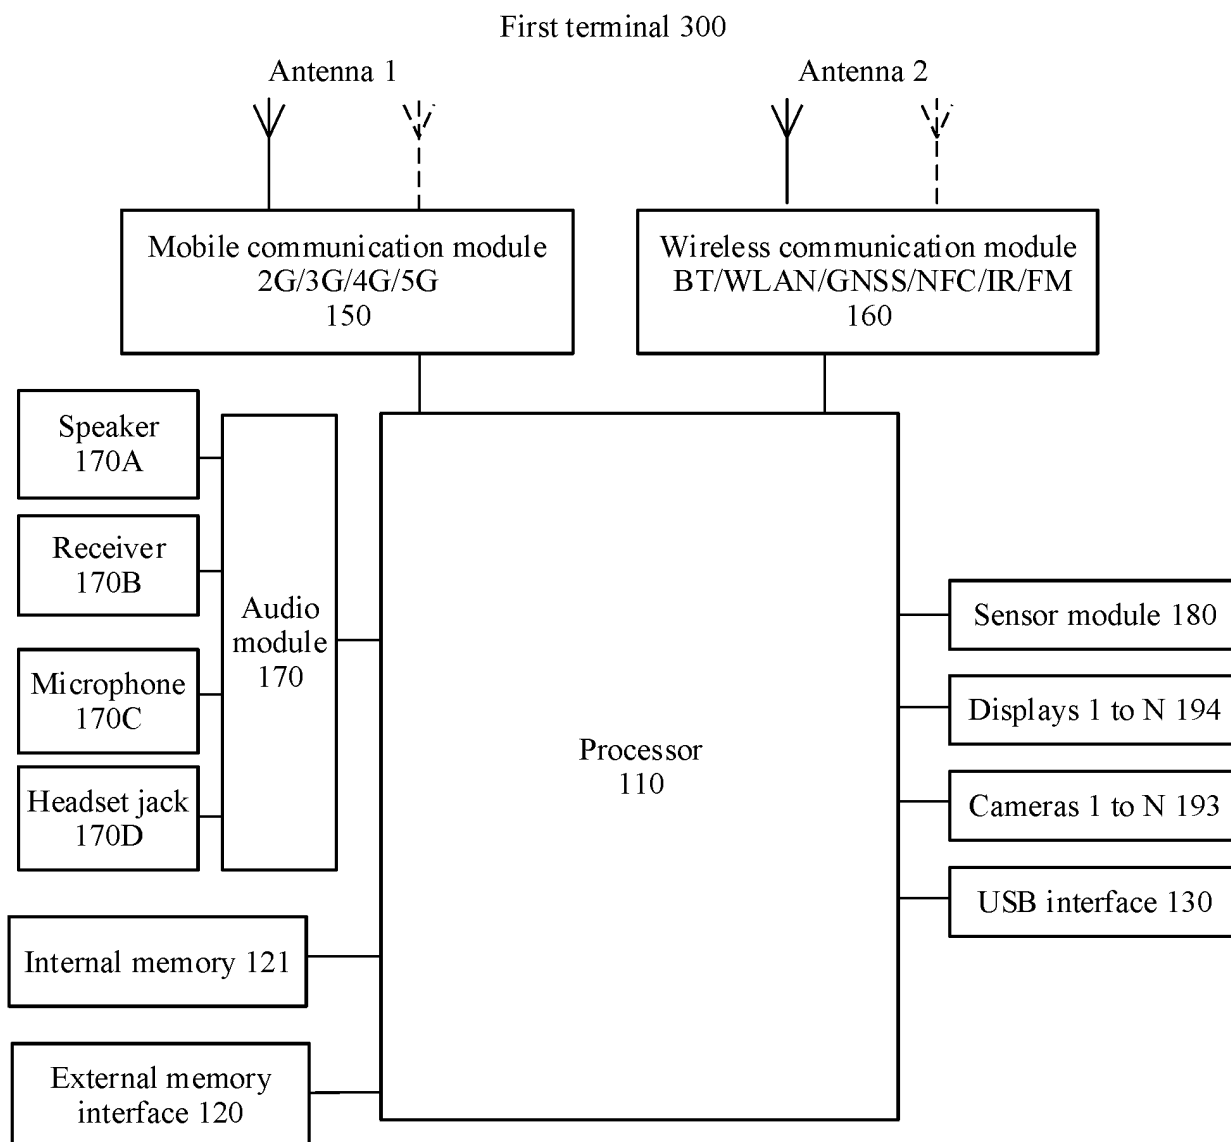 First terminal 300
Antenna 1
Antenna 2
Mobile communication module
2G/3G/4G/5G
150
Wireless communication module
BT/WLAN/GNSS/NFC/IR/FM
160
Speaker
170A
Receiver
170B
Microphone
170C
Headset jack
170D
Audio
module
170
Processor
110
Sensor module 180
Displays 1 to N 194
Cameras 1 to N 193
USB interface 130
Internal memory 121
External memory
interface 120